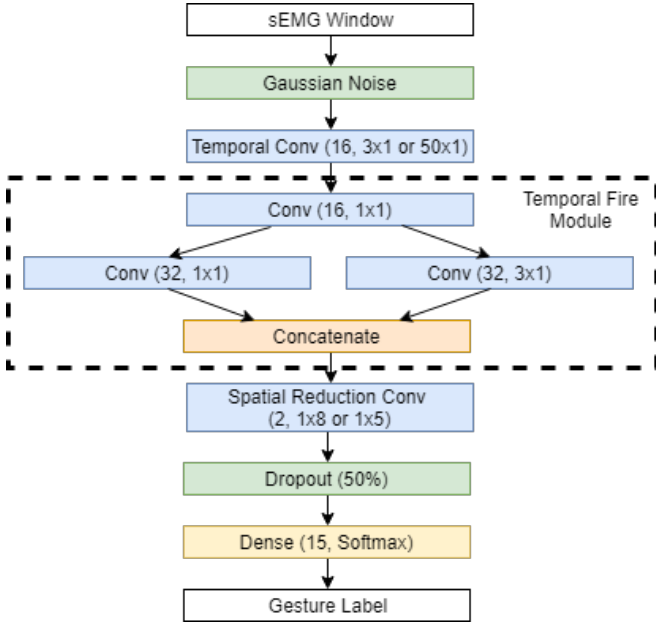 sEMG Window
Gaussian Noise
Temporal Conv (16, 3x1 or 50x1)
Temporal Fire
Module
Conv (16, 1x1)
Conv (32, 1x1)
Conv (32, 3x1)
Concatenate
Spatial Reduction Conv
(2, 1x8 or 1x5)
Dropout (50%)
Dense (15, Softmax)
Gesture Label